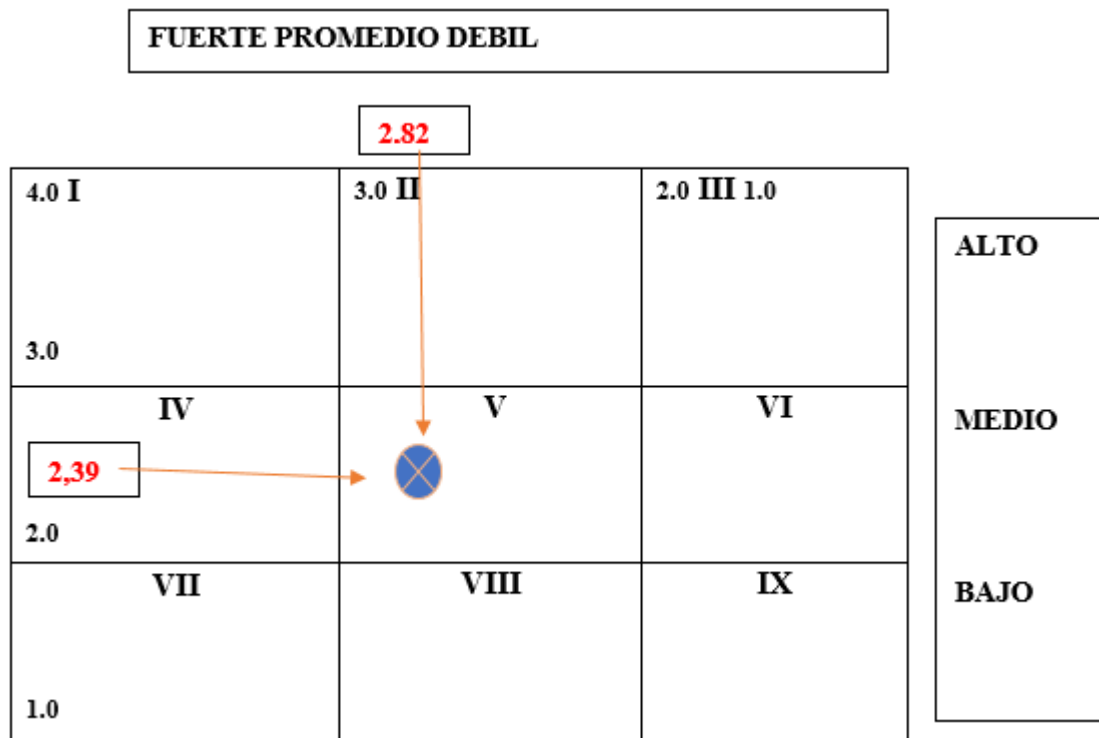 FUERTE PROMEDIO DEBIL
2.82
4.0 I
3.0 II
2.0 III 1.0
ALTO
3.0
IV
V
VI
MEDIO
2,39
2.0
VII
VIII
IX
BAJO
1.0